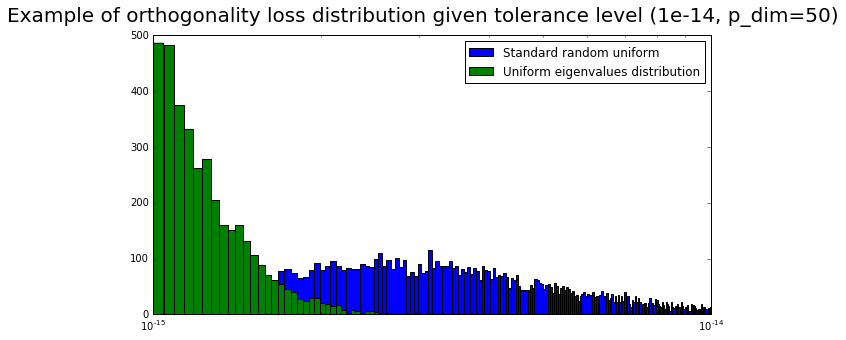 Example of orthogonality loss distribution given tolerance level (1e-14, p_dim=50)
500
Standard random uniform
Uniform eigenvalues distribution
400
300
200
100
0
10^-15 10^-14